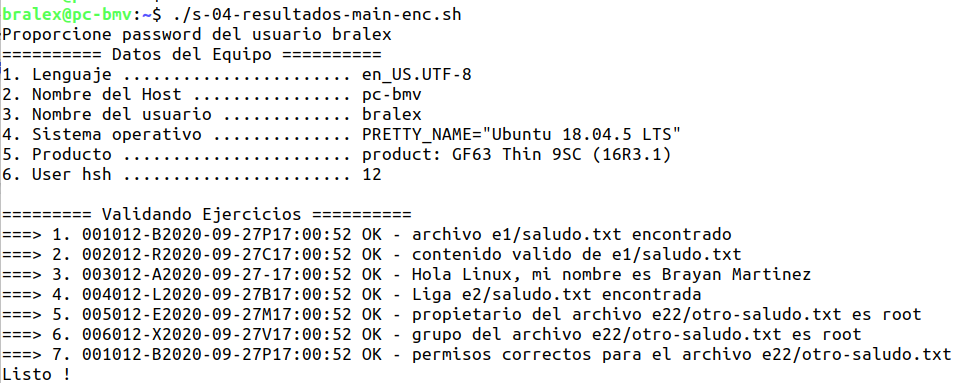 bralex@pc-bmv:~$ ./s-04-resultados-main-enc.sh
Proporcione password del usuario bralex
========== Datos del Equipo ==========
1. Lenguaje ....................... en_US.UTF-8
2. Nombre del Host ................ pc-bmv
3. Nombre del usuario ............. bralex
4. Sistema operativo .............. PRETTY_NAME="Ubuntu 18.04.5 LTS"
5. Producto ....................... product: GF63 Thin 9SC (16R3.1)
6. User hsh ....................... 12
========= Validando Ejercicios ==========
===> 1. 001012-B2020-09-27P17:00:52 OK - archivo e1/saludo.txt encontrado
===> 2. 002012-R2020-09-27C17:00:52 OK - contenido valido de e1/saludo.txt
===> 3. 003012-A2020-09-27-17:00:52 OK - Hola Linux, mi nombre es Brayan Martinez
===> 4. 004012-L2020-09-27B17:00:52 OK - Liga e2/saludo.txt encontrada
===> 5. 005012-E2020-09-27M17:00:52 OK - propietario del archivo e22/otro-saludo.txt es root
===> 6. 006012-X2020-09-27V17:00:52 OK - grupo del archivo e22/otro-saludo.txt es root
===> 7. 001012-B2020-09-27P17:00:52 OK - permisos correctos para el archivo e22/otro-saludo.txt
Listo !